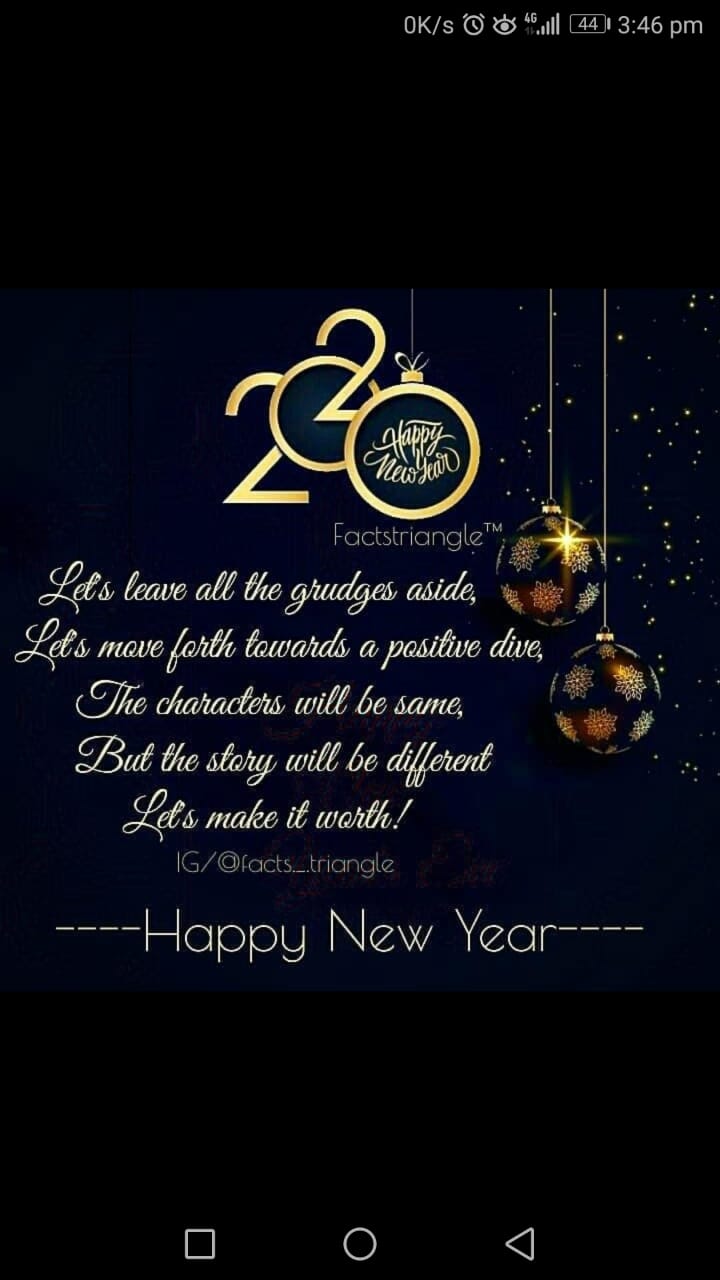 0K/s 4G 44 3:46 pm
2020
Happy
New Year
Factstriangle™
Let's leave all the grudges aside,
Let's move forth towards a positive dive,
The characters will be same,
But the story will be different
Let's make it worth!
IG/@facts__triangle
----Happy New Year----